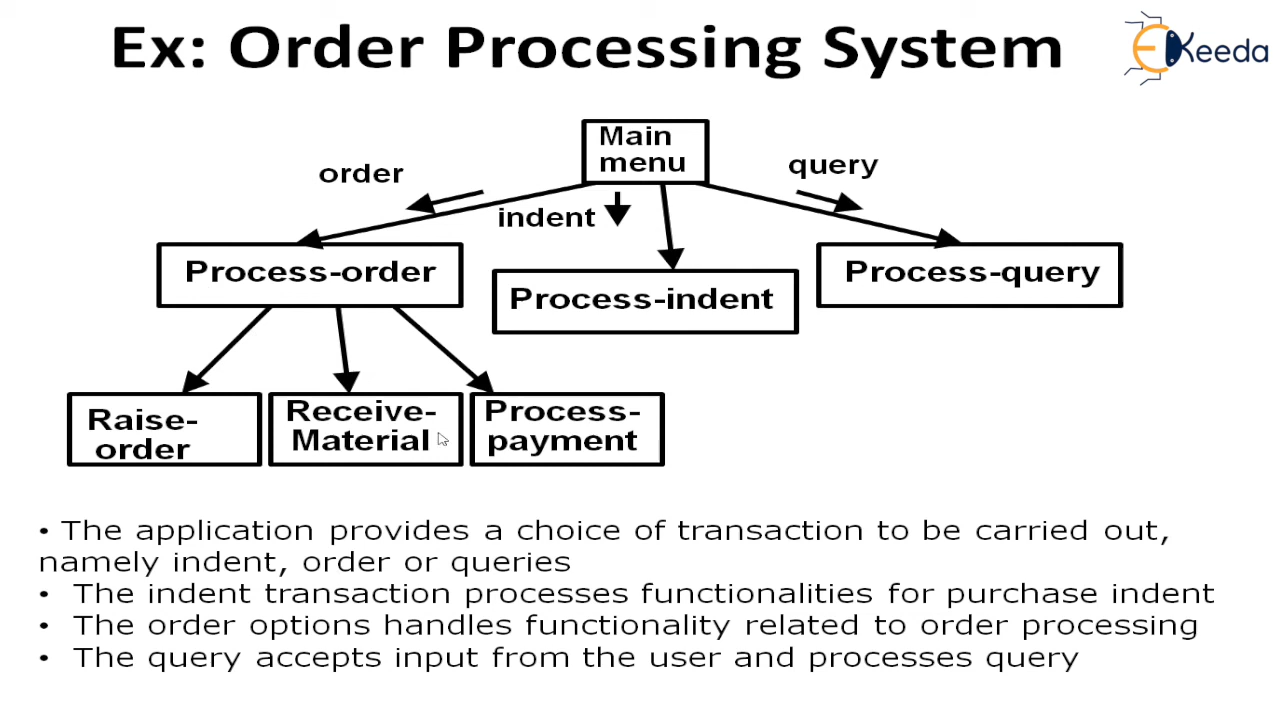 Ex: Order Processing System
EKeeda
Main
menu
order
query
indent
Process-order
Process-indent
Process-query
Raise-
order
Receive-
Material
Process-
payment
• The application provides a choice of transaction to be carried out,
namely indent, order or queries
• The indent transaction processes functionalities for purchase indent
• The order options handles functionality related to order processing
• The query accepts input from the user and processes query